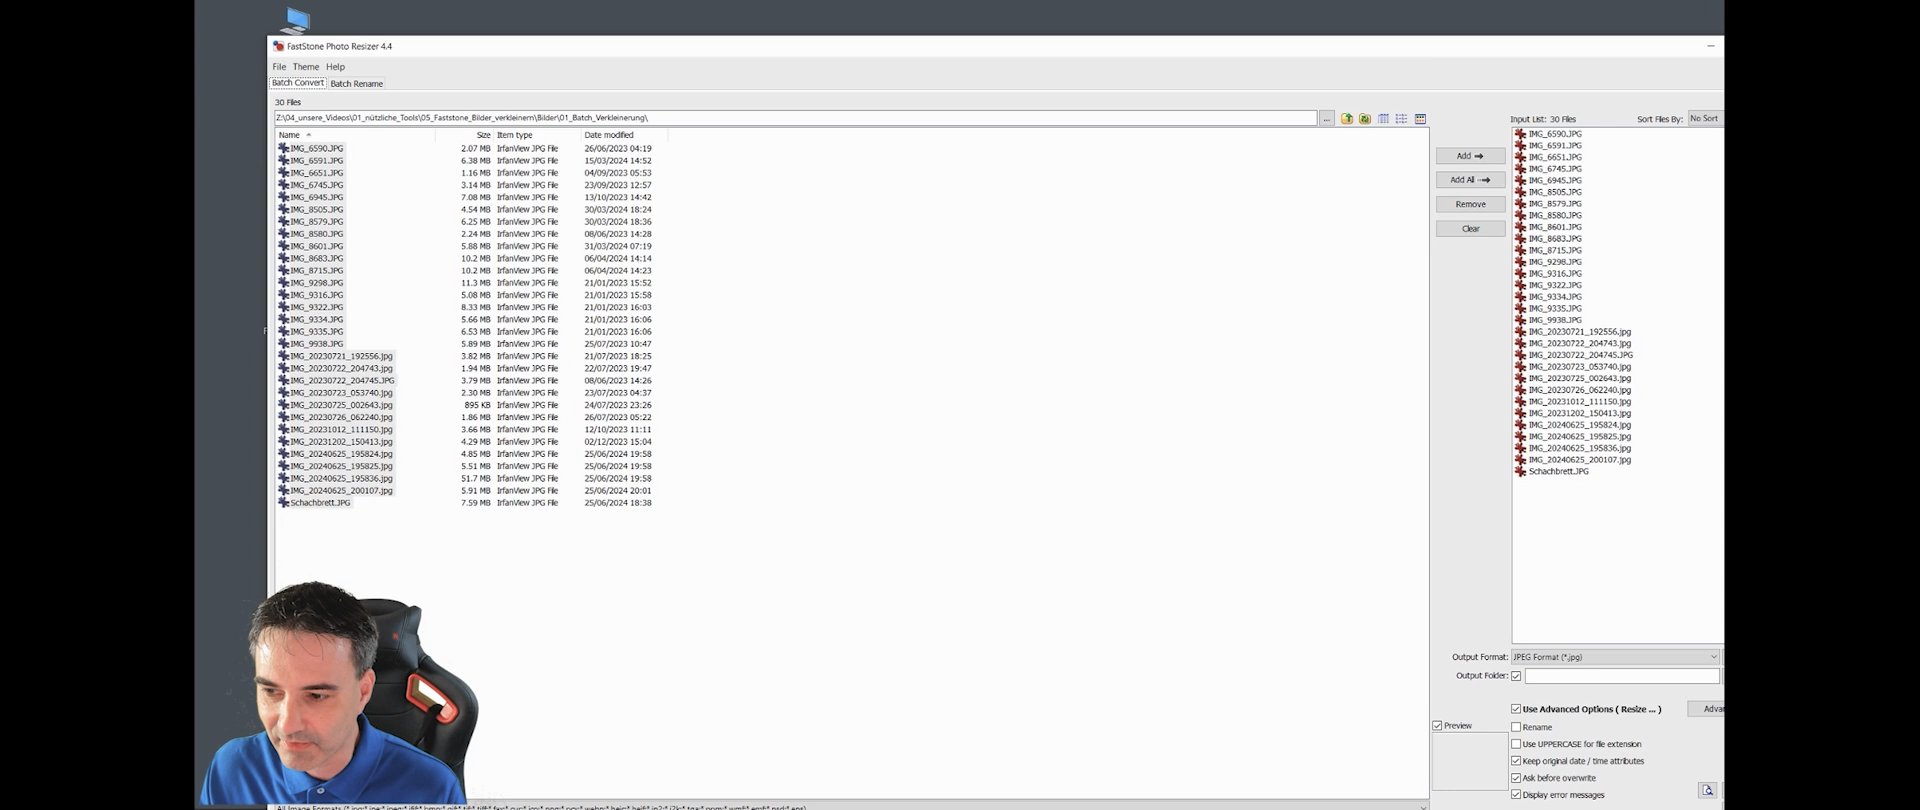 FastStone Photo Resizer 4.4
File Theme Help
Batch Convert Batch Rename
30 Files
Z:\04_unsere_Videos\01_nützliche_Tools\05_Faststone_Bilder_verkleinern\Bilder\01_Batch_Verkleinerung\
...
Input List: 30 Files
Sort Files By:
No Sort
Name Size Item type Date modified
IMG_6590.JPG 2.07 MB IrfanView JPG File 26/06/2023 04:19
IMG_6591.JPG 6.38 MB IrfanView JPG File 15/03/2024 14:52
IMG_6651.JPG 1.16 MB IrfanView JPG File 04/09/2023 05:53
IMG_6745.JPG 3.14 MB IrfanView JPG File 23/09/2023 12:57
IMG_6945.JPG 7.08 MB IrfanView JPG File 13/10/2023 14:42
IMG_8505.JPG 4.54 MB IrfanView JPG File 30/03/2024 18:24
IMG_8579.JPG 6.25 MB IrfanView JPG File 30/03/2024 18:36
IMG_8580.JPG 2.24 MB IrfanView JPG File 08/06/2023 14:28
IMG_8601.JPG 5.88 MB IrfanView JPG File 31/03/2024 07:19
IMG_8683.JPG 10.2 MB IrfanView JPG File 06/04/2024 14:14
IMG_8715.JPG 10.2 MB IrfanView JPG File 06/04/2024 14:23
IMG_9298.JPG 11.3 MB IrfanView JPG File 21/01/2023 15:52
IMG_9316.JPG 5.08 MB IrfanView JPG File 21/01/2023 15:58
IMG_9322.JPG 8.33 MB IrfanView JPG File 21/01/2023 16:03
IMG_9334.JPG 5.66 MB IrfanView JPG File 21/01/2023 16:06
IMG_9335.JPG 6.53 MB IrfanView JPG File 21/01/2023 16:06
IMG_9938.JPG 5.89 MB IrfanView JPG File 25/07/2023 10:47
IMG_20230721_192556.jpg 3.82 MB IrfanView JPG File 21/07/2023 18:25
IMG_20230722_204743.jpg 1.94 MB IrfanView JPG File 22/07/2023 19:47
IMG_20230722_204745.JPG 3.79 MB IrfanView JPG File 08/06/2023 14:26
IMG_20230723_053740.jpg 2.30 MB IrfanView JPG File 23/07/2023 04:37
IMG_20230725_002643.jpg 895 KB IrfanView JPG File 24/07/2023 23:26
IMG_20230726_062240.jpg 1.86 MB IrfanView JPG File 26/07/2023 05:22
IMG_20231012_111150.jpg 3.66 MB IrfanView JPG File 12/10/2023 11:11
IMG_20231202_150413.jpg 4.29 MB IrfanView JPG File 02/12/2023 15:04
IMG_20240625_195824.jpg 4.85 MB IrfanView JPG File 25/06/2024 19:58
IMG_20240625_195825.jpg 5.51 MB IrfanView JPG File 25/06/2024 19:58
IMG_20240625_195836.jpg 51.7 MB IrfanView JPG File 25/06/2024 19:58
IMG_20240625_200107.jpg 5.91 MB IrfanView JPG File 25/06/2024 20:01
Schachbrett.JPG 7.59 MB IrfanView JPG File 25/06/2024 18:38
Add
Add All
Remove
Clear
IMG_6590.JPG
IMG_6591.JPG
IMG_6651.JPG
IMG_6745.JPG
IMG_6945.JPG
IMG_8505.JPG
IMG_8579.JPG
IMG_8580.JPG
IMG_8601.JPG
IMG_8683.JPG
IMG_8715.JPG
IMG_9298.JPG
IMG_9316.JPG
IMG_9322.JPG
IMG_9334.JPG
IMG_9335.JPG
IMG_9938.JPG
IMG_20230721_192556.jpg
IMG_20230722_204743.jpg
IMG_20230722_204745.JPG
IMG_20230723_053740.jpg
IMG_20230725_002643.jpg
IMG_20230726_062240.jpg
IMG_20231012_111150.jpg
IMG_20231202_150413.jpg
IMG_20240625_195824.jpg
IMG_20240625_195825.jpg
IMG_20240625_195836.jpg
IMG_20240625_200107.jpg
Schachbrett.JPG
Output Format: JPEG Format (*.jpg)
Output Folder:
Use Advanced Options ( Resize ... )
Preview
Rename
Use UPPERCASE for file extension
Keep original date / time attributes
Ask before overwrite
Display error messages